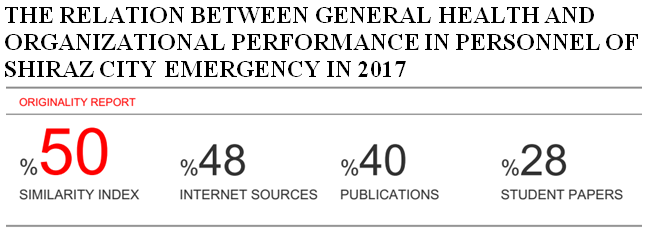 THE RELATION BETWEEN GENERAL HEALTH AND
ORGANIZATIONAL PERFORMANCE IN PERSONNEL OF
SHIRAZ CITY EMERGENCY IN 2017
ORIGINALITY REPORT
%50 %48 %40 %28
SIMILARITY INDEX INTERNET SOURCES PUBLICATIONS STUDENT PAPERS